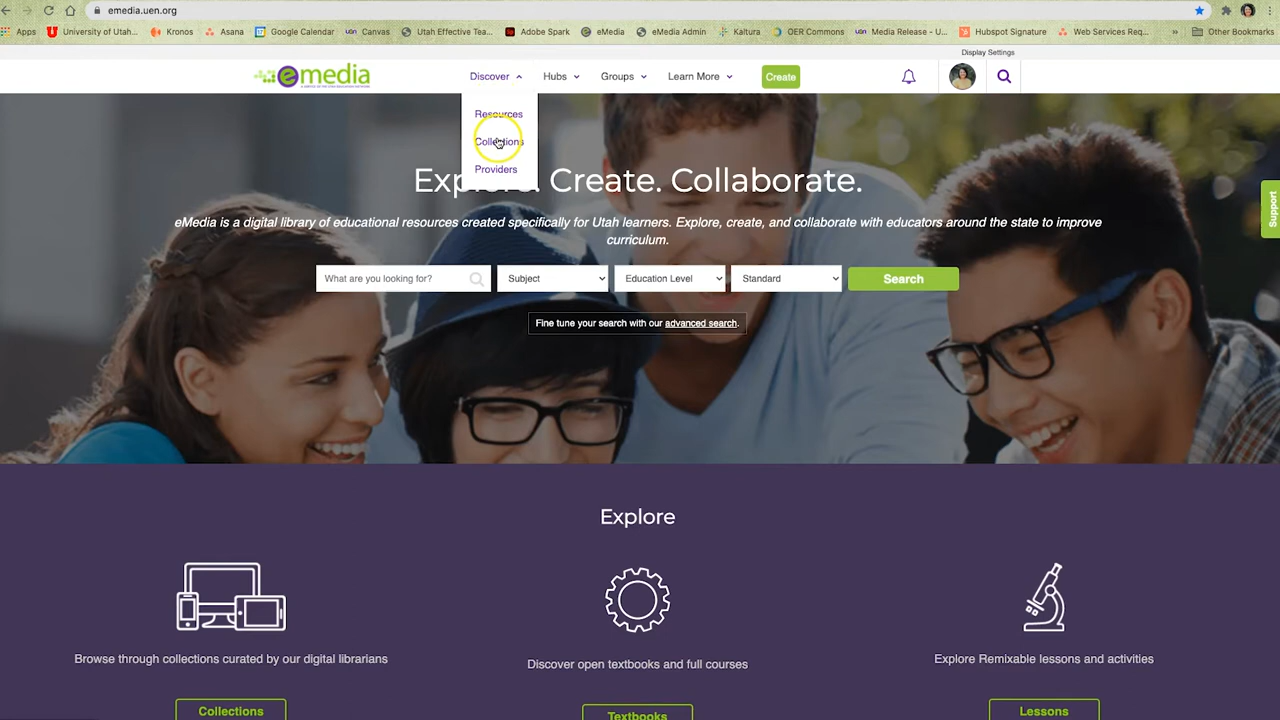 emedia.uen.org
Apps University of Utah... Kronos Asana Google Calendar Canvas Utah Effective Tea... Adobe Spark eMedia eMedia Admin Kaltura OER Commons Media Release - U... Hubspot Signature Web Services Req... » Other Bookmarks
Display Settings
emedia Discover Hubs Groups Learn More Create
Resources
Collections
Providers
Explore. Create. Collaborate.
eMedia is a digital library of educational resources created specifically for Utah learners. Explore, create, and collaborate with educators around the state to improve
curriculum.
Support
What are you looking for? Subject Education Level Standard Search
Fine tune your search with our advanced search.
Explore
Browse through collections curated by our digital librarians
Discover open textbooks and full courses
Explore Remixable lessons and activities
Collections
Textbooks
Lessons